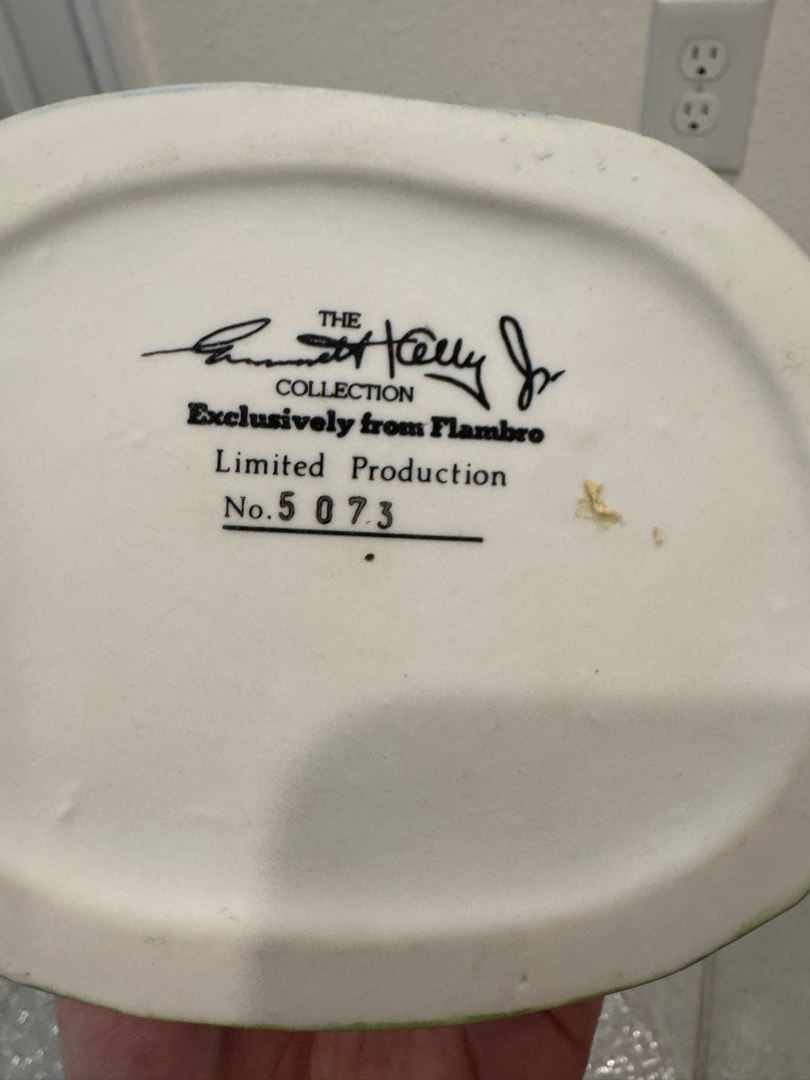 THE
Emmett Kelly Jr
COLLECTION
Exclusively from Flambro
Limited Production
No. 5073